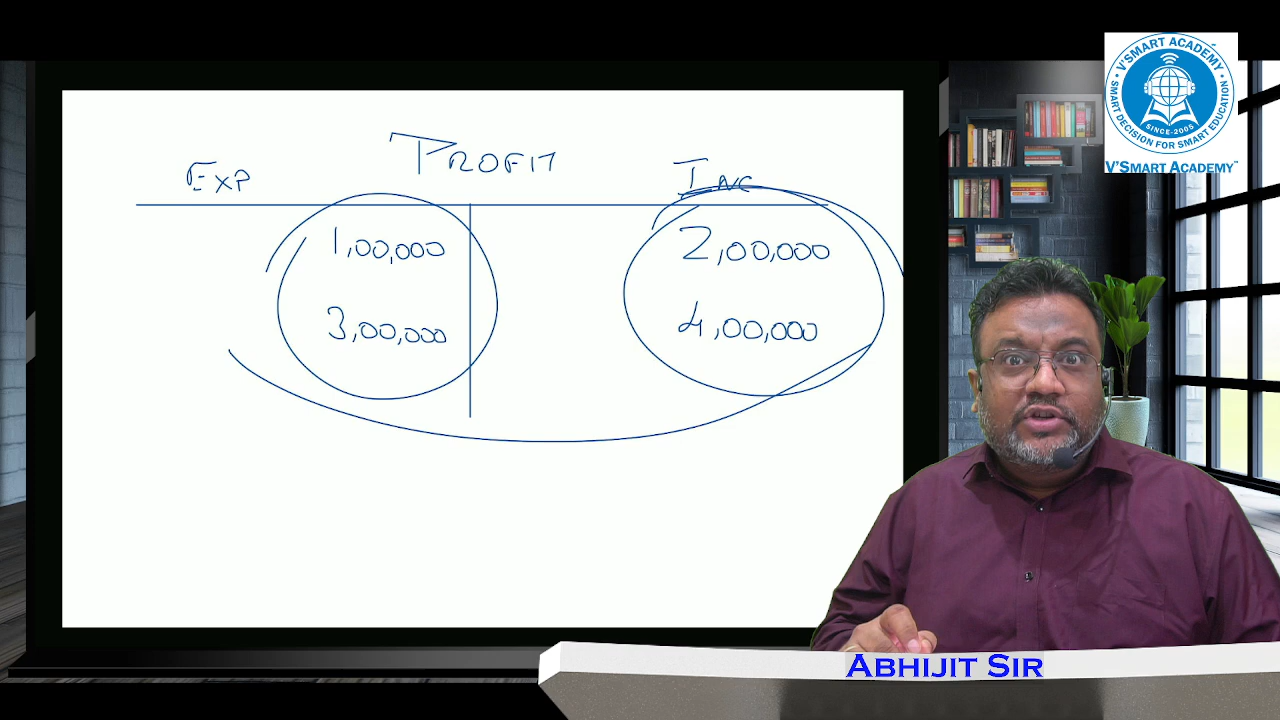 PROFIT
EXP INC
1,00,000 2,00,000
3,00,000 4,00,000
V'SMART ACADEMY
SMART DECISION FOR SMART EDUCATION
SINCE-2005
V'SMART ACADEMY™
ABHIJIT SIR